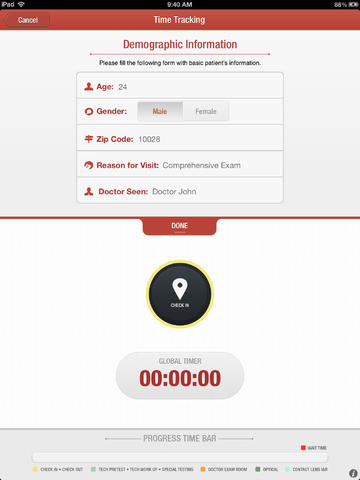 iPad 9:40 AM 88%
Cancel Time Tracking
Demographic Information
Please fill the following form with basic patient's information.
Age: 24
Gender: Male Female
Zip Code: 10028
Reason for Visit: Comprehensive Exam
Doctor Seen: Doctor John
DONE
CHECK IN
GLOBAL TIMER
00:00:00
PROGRESS TIME BAR
WAIT TIME
CHECK IN + CHECK OUT TECH PRETEST + TECH WORK UP + SPECIAL TESTING DOCTOR EXAM ROOM OPTICAL CONTACT LENS I&R